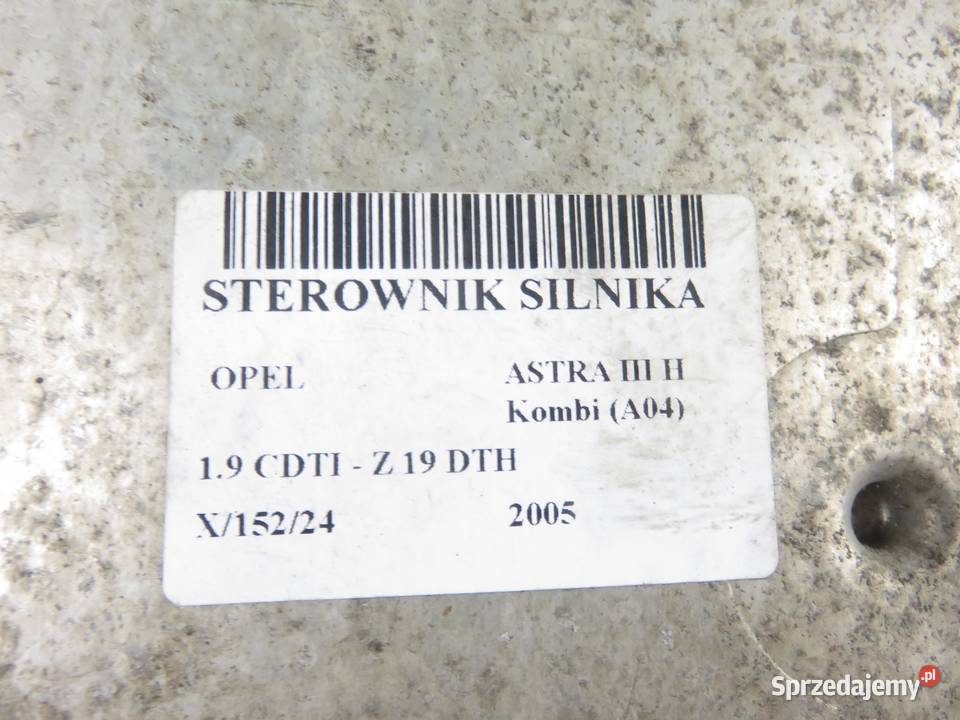 STEROWNIK SILNIKA
OPEL ASTRA III H
Kombi (A04)
1.9 CDTI - Z 19 DTH
X/152/24 2005
Sprzedajemy.pl